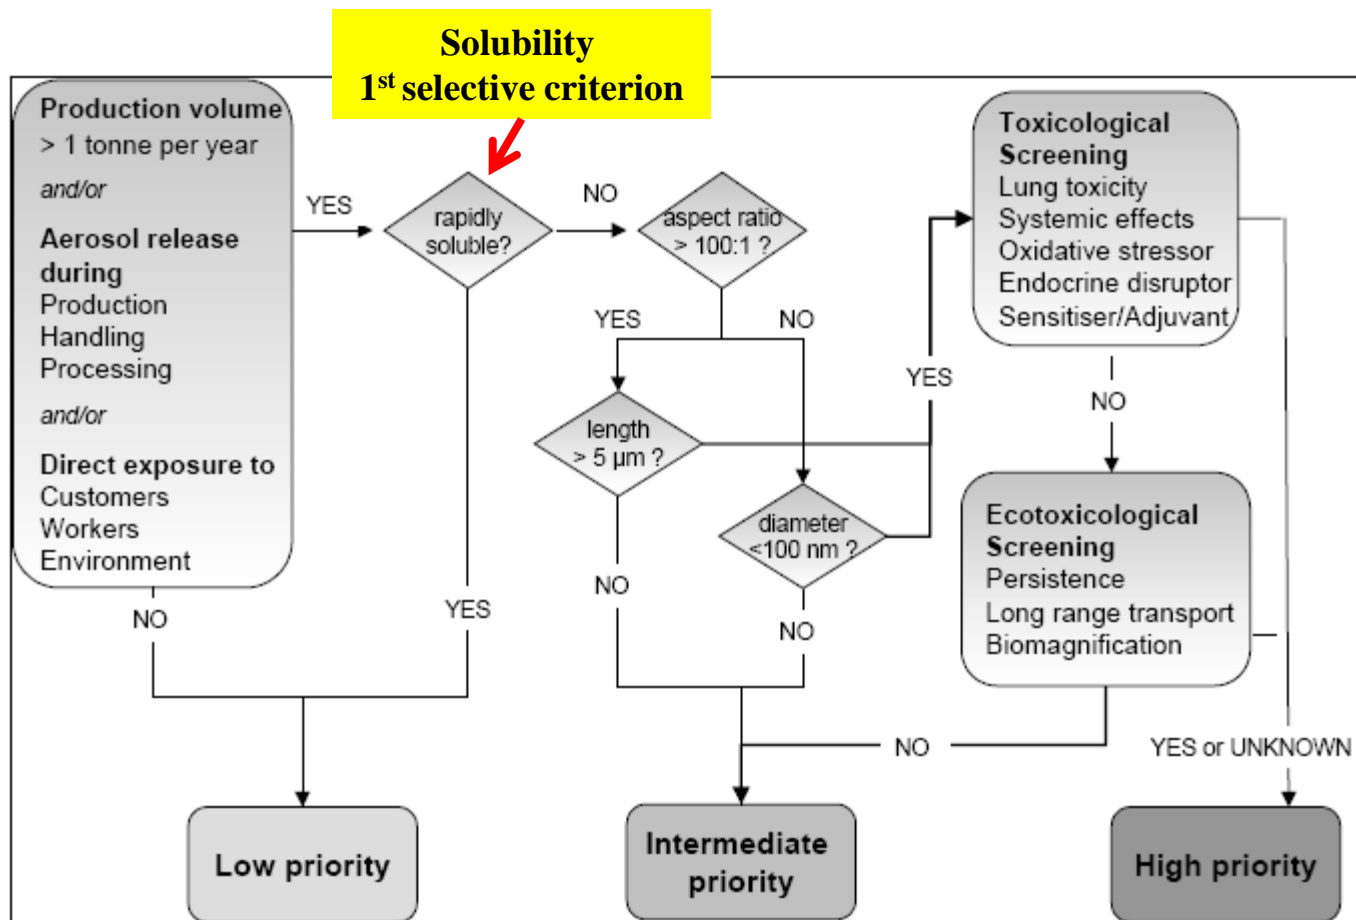 Solubility
1st selective criterion
Production volume
> 1 tonne per year
and/or
Aerosol release
during
Production
Handling
Processing
and/or
Direct exposure to
Customers
Workers
Environment
YES
rapidly
soluble?
NO
aspect ratio
> 100:1 ?
YES
NO
length
> 5 µm ?
diameter
<100 nm ?
YES
Toxicological
Screening
Lung toxicity
Systemic effects
Oxidative stressor
Endocrine disruptor
Sensitiser/Adjuvant
NO
Ecotoxicological
Screening
Persistence
Long range transport
Biomagnification
NO
YES
NO
NO
NO
YES or UNKNOWN
Low priority
Intermediate
priority
High priority